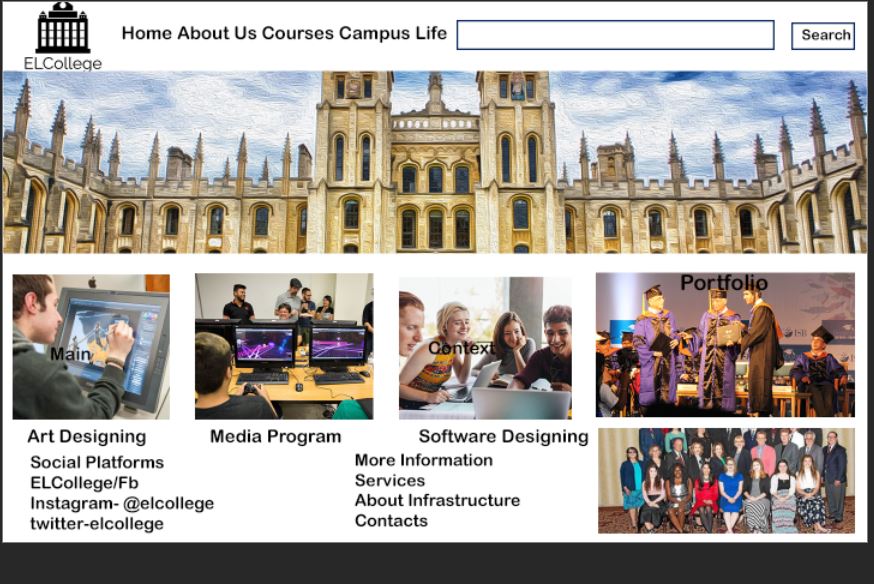 ELCollege
Home About Us Courses Campus Life
Search
Main
Context
Portfolio
ISB
Art Designing
Media Program
Software Designing
Social Platforms
ELCollege/Fb
Instagram- @elcollege
twitter-elcollege
More Information
Services
About Infrastructure
Contacts